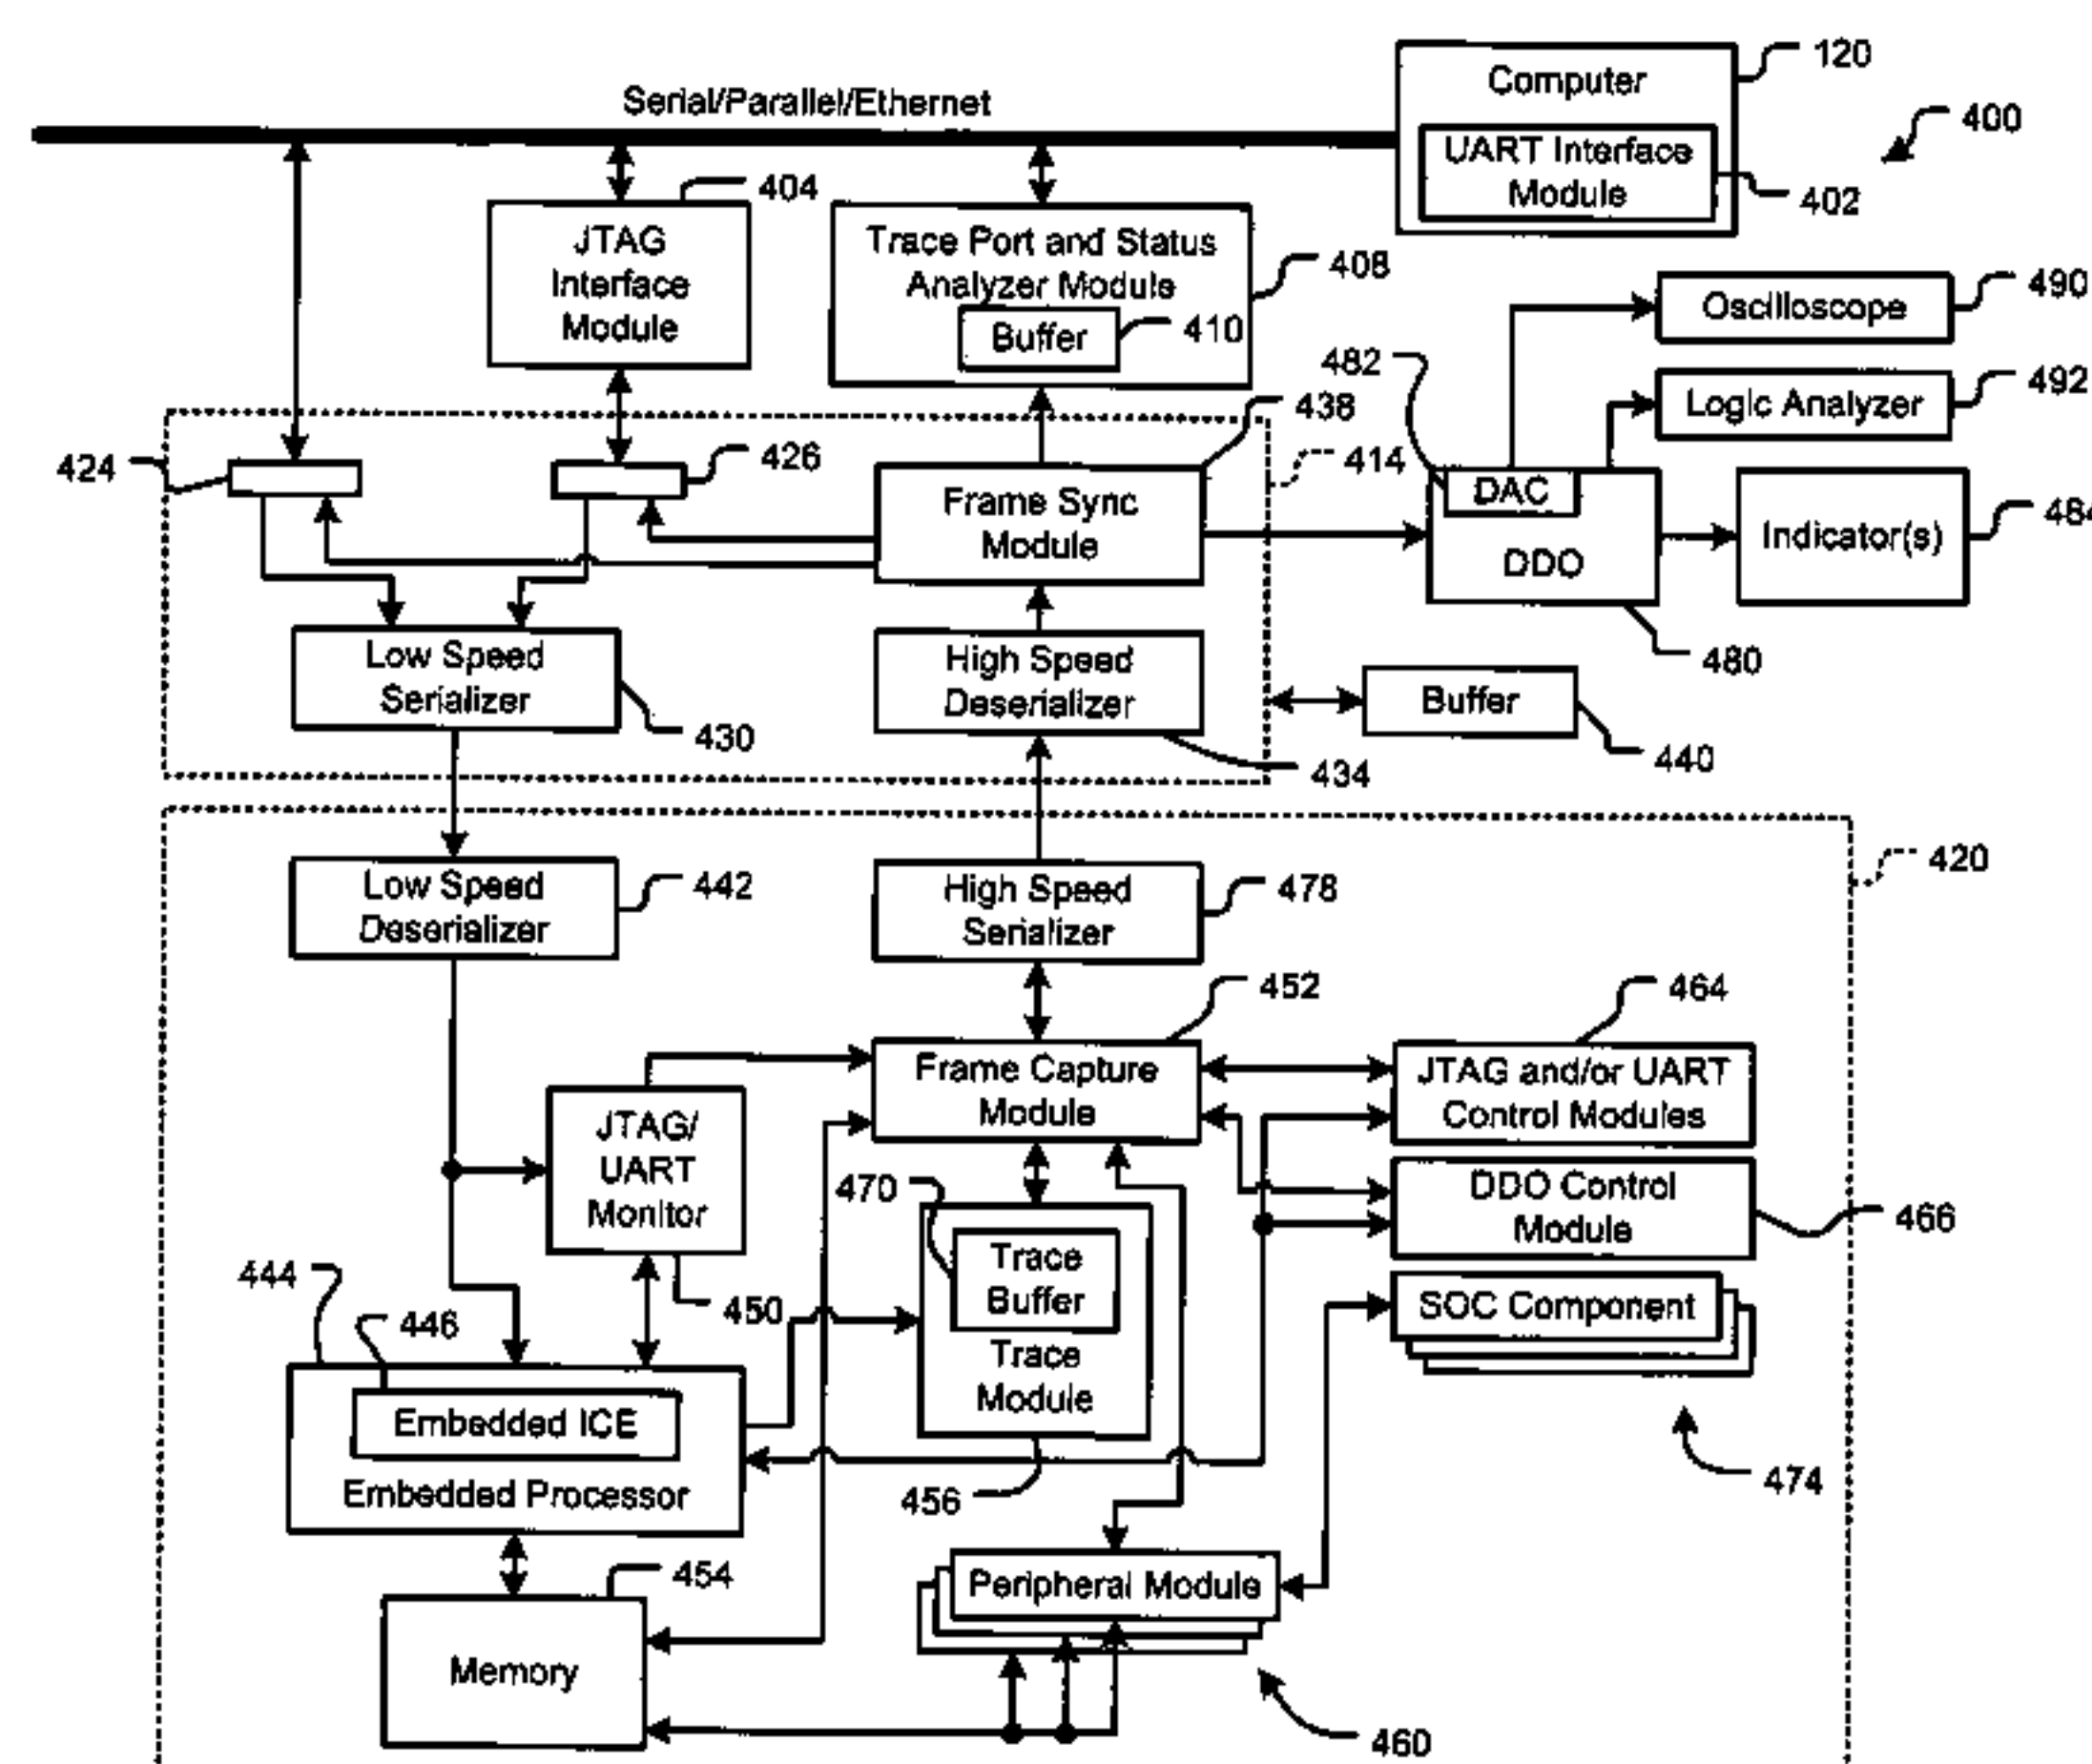 Serial/Parallel/Ethernet
Computer
120
UART Interface
Module
402
400
JTAG
Interface
Module
404
Trace Port and Status
Analyzer Module
408
Buffer
410
Oscilloscope
490
Logic Analyzer
492
482
DAC
DDO
480
Indicator(s)
424
426
438
414
Frame Sync
Module
Low Speed
Serializer
430
High Speed
Deserializer
434
Buffer
440
420
Low Speed
Deserializer
442
High Speed
Serializer
478
Frame Capture
Module
452
JTAG and/or UART
Control Modules
464
JTAG/
UART
Monitor
450
DDO Control
Module
466
470
Trace
Buffer
Trace
Module
456
SOC Component
474
444
446
Embedded ICE
Embedded Processor
Memory
454
Peripheral Module
460